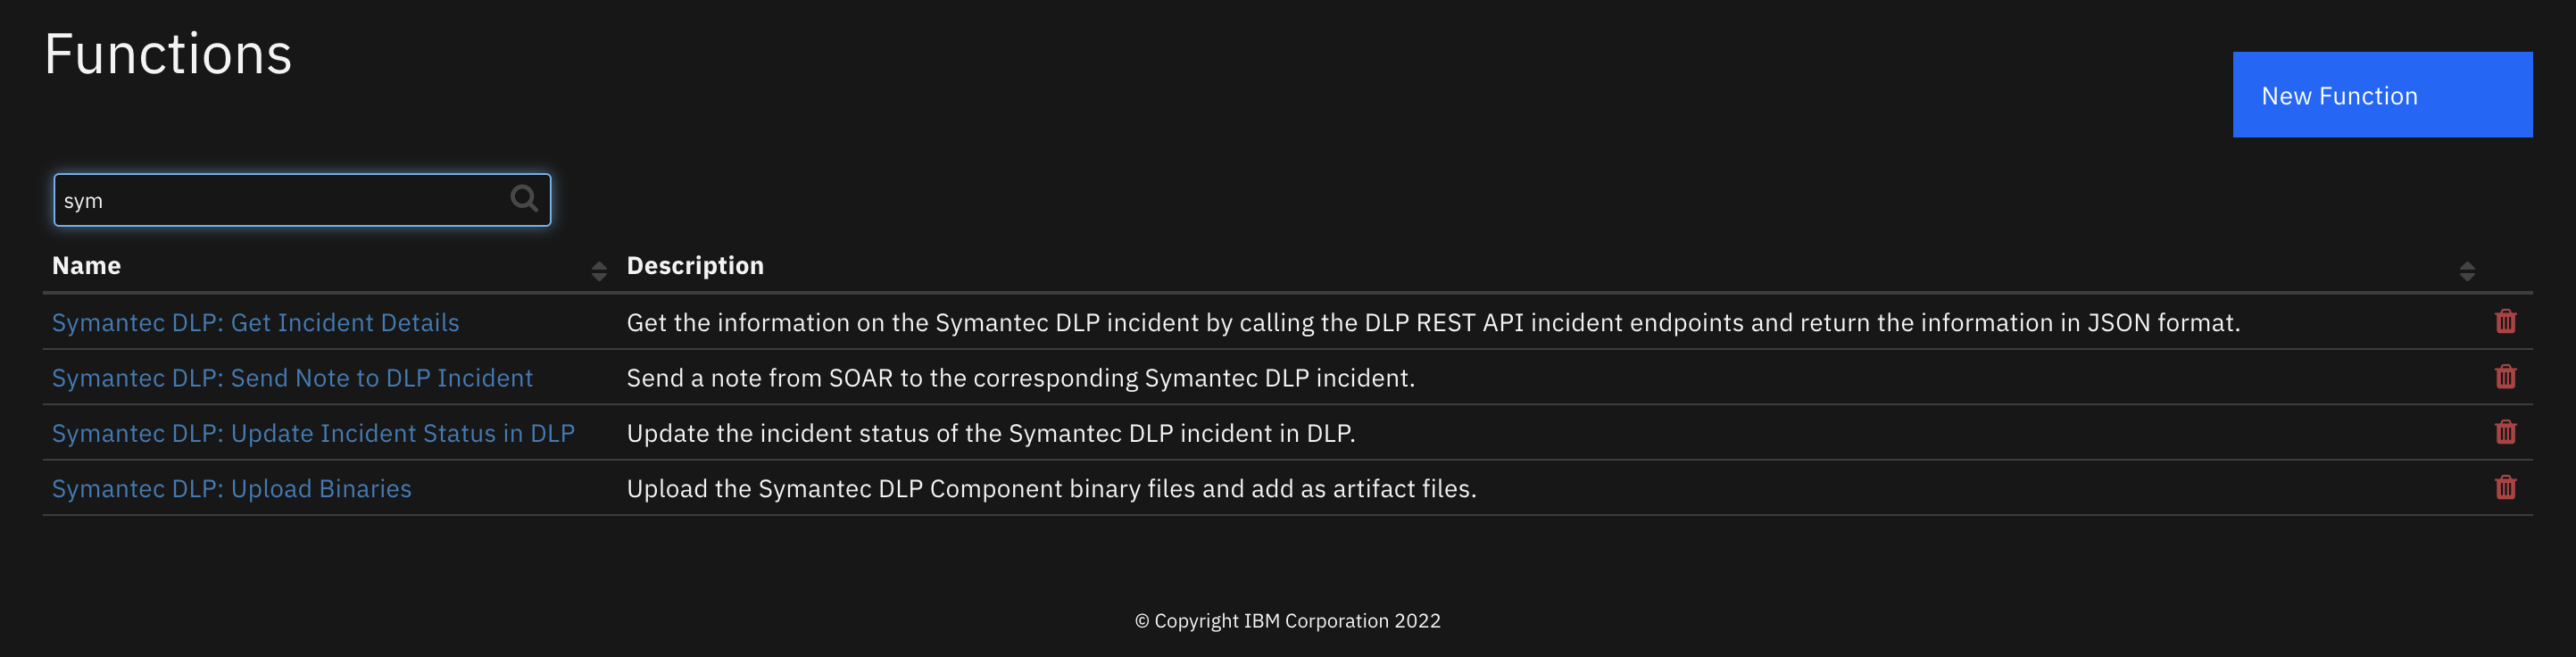 Functions
New Function
sym
Name Description
Symantec DLP: Get Incident Details Get the information on the Symantec DLP incident by calling the DLP REST API incident endpoints and return the information in JSON format.
Symantec DLP: Send Note to DLP Incident Send a note from SOAR to the corresponding Symantec DLP incident.
Symantec DLP: Update Incident Status in DLP Update the incident status of the Symantec DLP incident in DLP.
Symantec DLP: Upload Binaries Upload the Symantec DLP Component binary files and add as artifact files.
© Copyright IBM Corporation 2022